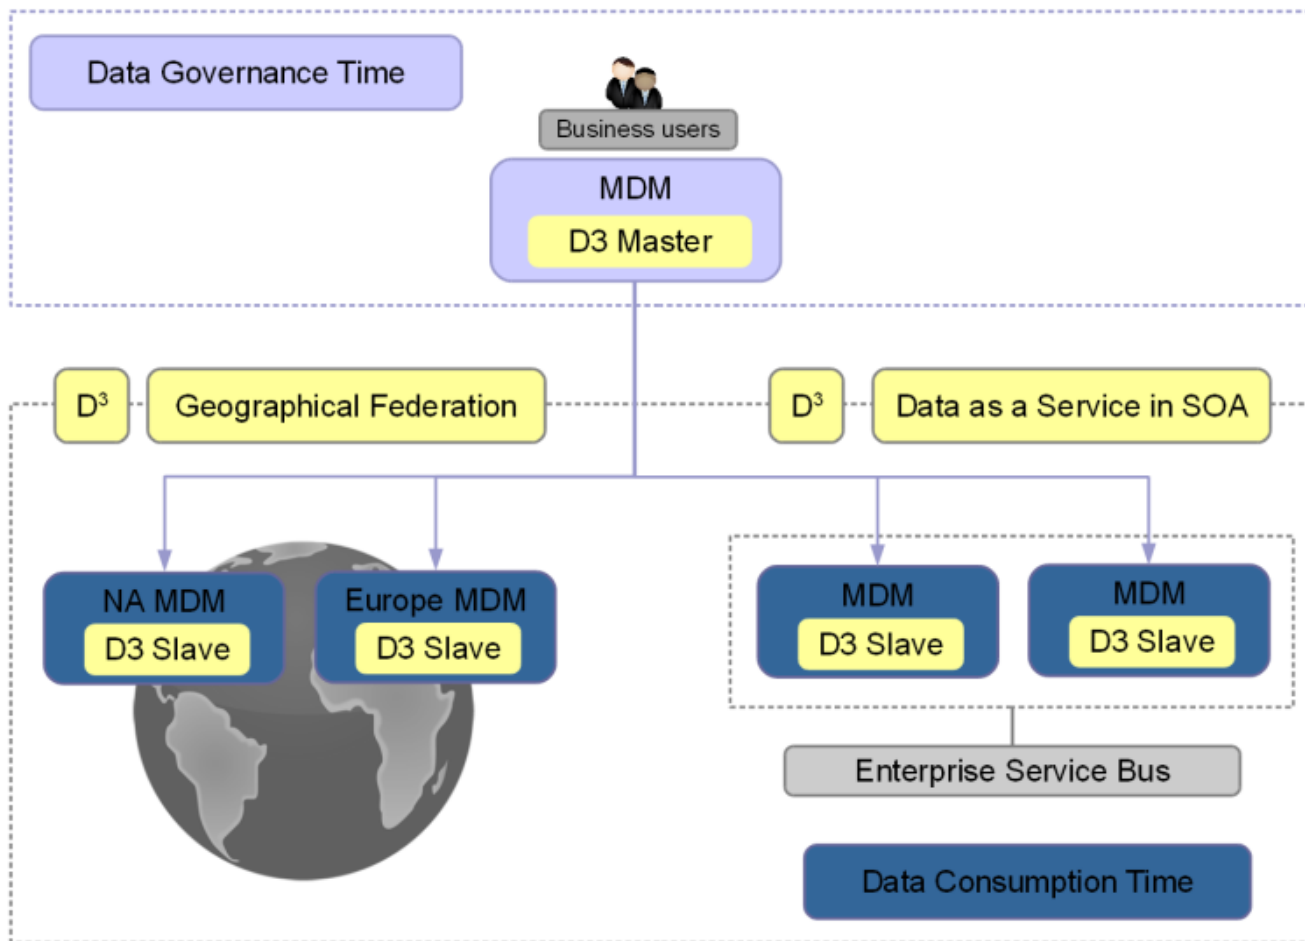 Data Governance Time
Business users
MDM
D3 Master
D³ Geographical Federation
D³ Data as a Service in SOA
NA MDM
D3 Slave
Europe MDM
D3 Slave
MDM
D3 Slave
MDM
D3 Slave
Enterprise Service Bus
Data Consumption Time